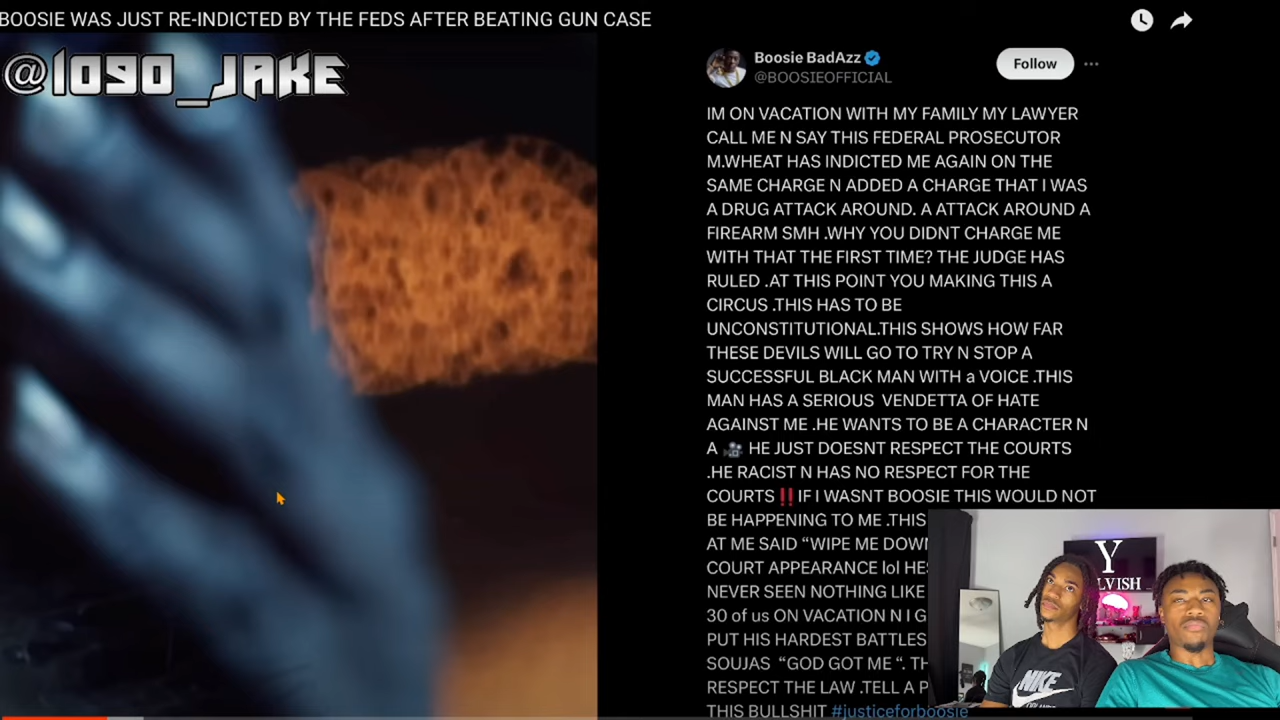 BOOSIE WAS JUST RE-INDICTED BY THE FEDS AFTER BEATING GUN CASE
@1090_JAKE
Boosie BadAzz
@BOOSIEOFFICIAL
Follow
IM ON VACATION WITH MY FAMILY MY LAWYER
CALL ME N SAY THIS FEDERAL PROSECUTOR
M.WHEAT HAS INDICTED ME AGAIN ON THE
SAME CHARGE N ADDED A CHARGE THAT I WAS
A DRUG ATTACK AROUND. A ATTACK AROUND A
FIREARM SMH .WHY YOU DIDNT CHARGE ME
WITH THAT THE FIRST TIME? THE JUDGE HAS
RULED .AT THIS POINT YOU MAKING THIS A
CIRCUS .THIS HAS TO BE
UNCONSTITUTIONAL.THIS SHOWS HOW FAR
THESE DEVILS WILL GO TO TRY N STOP A
SUCCESSFUL BLACK MAN WITH a VOICE .THIS
MAN HAS A SERIOUS VENDETTA OF HATE
AGAINST ME .HE WANTS TO BE A CHARACTER N
A 🎥 HE JUST DOESNT RESPECT THE COURTS
.HE RACIST N HAS NO RESPECT FOR THE
COURTS‼️IF I WASNT BOOSIE THIS WOULD NOT
BE HAPPENING TO ME .THIS
AT ME SAID “WIPE ME DOWN
COURT APPEARANCE lol HES
NEVER SEEN NOTHING LIKE
30 of us ON VACATION N I G
PUT HIS HARDEST BATTLES
SOUJAS “GOD GOT ME “. TH
RESPECT THE LAW .TELL A P
THIS BULLSHIT #justiceforboosie
Y
LVISH
NIKE